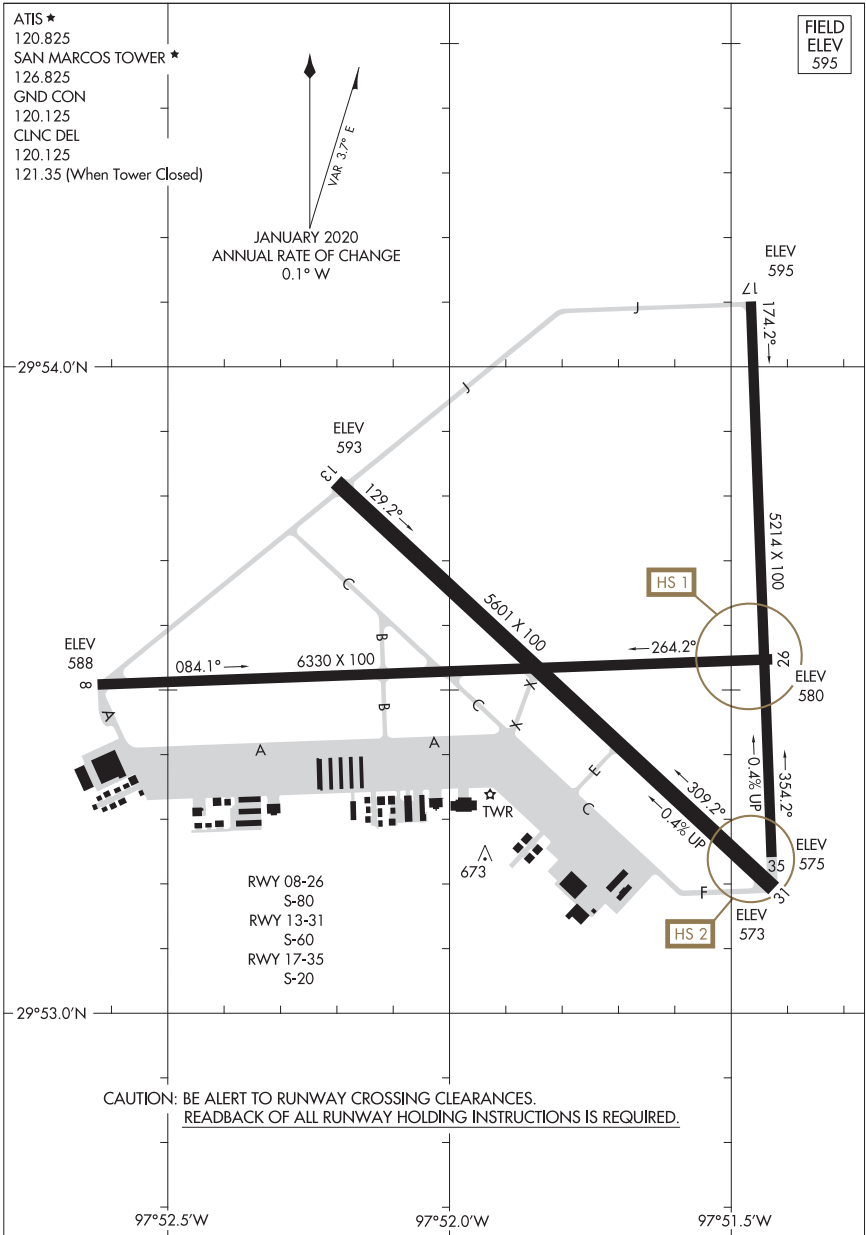 ATIS ★
120.825
SAN MARCOS TOWER ★
126.825
GND CON
120.125
CLNC DEL
120.125
121.35 (When Tower Closed)
FIELD
ELEV
595
VAR 3.7° E
JANUARY 2020
ANNUAL RATE OF CHANGE
0.1° W
ELEV
595
17
174.2°
J
29°54.0'N
J
ELEV
593
13
129.2°
5214 X 100
HS 1
C
5601 X 100
B
ELEV
588
8
084.1°
6330 X 100
264.2°
26
ELEV
580
A
B
C
X
X
A
A
E
309.2°
0.4% UP
0.4% UP
354.2°
C
TWR
673
ELEV
575
35
31
F
ELEV
573
HS 2
RWY 08-26
S-80
RWY 13-31
S-60
RWY 17-35
S-20
29°53.0'N
CAUTION: BE ALERT TO RUNWAY CROSSING CLEARANCES.
READBACK OF ALL RUNWAY HOLDING INSTRUCTIONS IS REQUIRED.
97°52.5'W
97°52.0'W
97°51.5'W